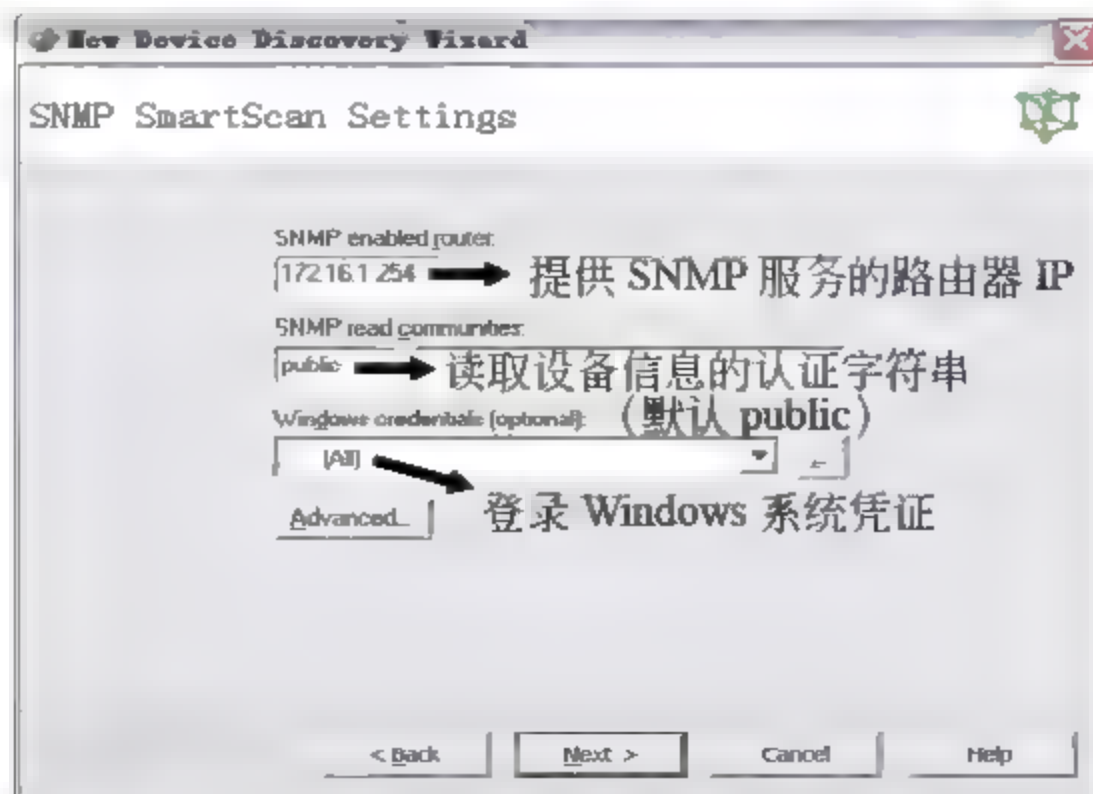 New Device Discovery Wizard
SNMP SmartScan Settings
SNMP enabled router:
172.16.1.254
提供 SNMP 服务的路由器 IP
SNMP read communities:
public
读取设备信息的认证字符串
(默认 public)
Windows credentials (optional):
(All)
登录 Windows 系统凭证
Advanced...
< Back
Next >
Cancel
Help